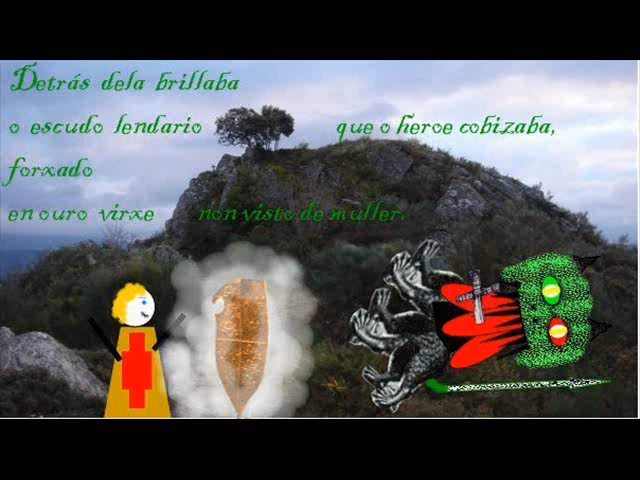 Detrás dela brillaba
o escudo lendario que o heroe cobizaba,
forxado
en ouro virxe non visto de muller.